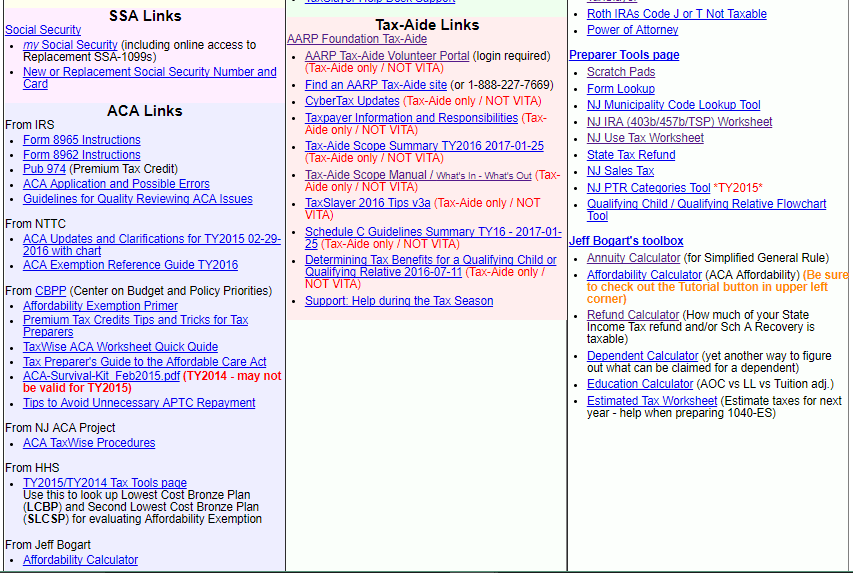 SSA Links
Social Security
my Social Security (including online access to
Replacement SSA-1099s)
New or Replacement Social Security Number and
Card
ACA Links
From IRS
Form 8965 Instructions
Form 8962 Instructions
Pub 974 (Premium Tax Credit)
ACA Application and Possible Errors
Guidelines for Quality Reviewing ACA Issues
From NTTC
ACA Updates and Clarifications for TY2015 02-29-
2016 with chart
ACA Exemption Reference Guide TY2016
From CBPP (Center on Budget and Policy Priorities)
Affordability Exemption Primer
Premium Tax Credits Tips and Tricks for Tax
Preparers
TaxWise ACA Worksheet Quick Quide
Tax Preparer's Guide to the Affordable Care Act
ACA-Survival-Kit_Feb2015.pdf (TY2014 - may not
be valid for TY2015)
Tips to Avoid Unnecessary APTC Repayment
From NJ ACA Project
ACA TaxWise Procedures
From HHS
TY2015/TY2014 Tax Tools page
Use this to look up Lowest Cost Bronze Plan
(LCBP) and Second Lowest Cost Bronze Plan
(SLCSP) for evaluating Affordability Exemption
From Jeff Bogart
Affordability Calculator
TaxSlayer Help Desk Support
Tax-Aide Links
AARP Foundation Tax-Aide
AARP Tax-Aide Volunteer Portal (login required)
(Tax-Aide only / NOT VITA)
Find an AARP Tax-Aide site (or 1-888-227-7669)
CyberTax Updates (Tax-Aide only / NOT VITA)
Taxpayer Information and Responsibilities (Tax-
Aide only / NOT VITA)
Tax-Aide Scope Summary TY2016 2017-01-25
(Tax-Aide only / NOT VITA)
Tax-Aide Scope Manual / What's In - What's Out (Tax-
Aide only / NOT VITA)
TaxSlayer 2016 Tips v3a (Tax-Aide only / NOT
VITA)
Schedule C Guidelines Summary TY16 - 2017-01-
25 (Tax-Aide only / NOT VITA)
Determining Tax Benefits for a Qualifying Child or
Qualifying Relative 2016-07-11 (Tax-Aide only /
NOT VITA)
Support: Help during the Tax Season
Roth IRAs Code J or T Not Taxable
Power of Attorney
Preparer Tools page
Scratch Pads
Form Lookup
NJ Municipality Code Lookup Tool
NJ IRA (403b/457b/TSP) Worksheet
NJ Use Tax Worksheet
State Tax Refund
NJ Sales Tax
NJ PTR Categories Tool *TY2015*
Qualifying Child / Qualifying Relative Flowchart
Tool
Jeff Bogart's toolbox
Annuity Calculator (for Simplified General Rule)
Affordability Calculator (ACA Affordability) (Be sure
to check out the Tutorial button in upper left
corner)
Refund Calculator (How much of your State
Income Tax refund and/or Sch A Recovery is
taxable)
Dependent Calculator (yet another way to figure
out what can be claimed for a dependent)
Education Calculator (AOC vs LL vs Tuition adj.)
Estimated Tax Worksheet (Estimate taxes for next
year - help when preparing 1040-ES)